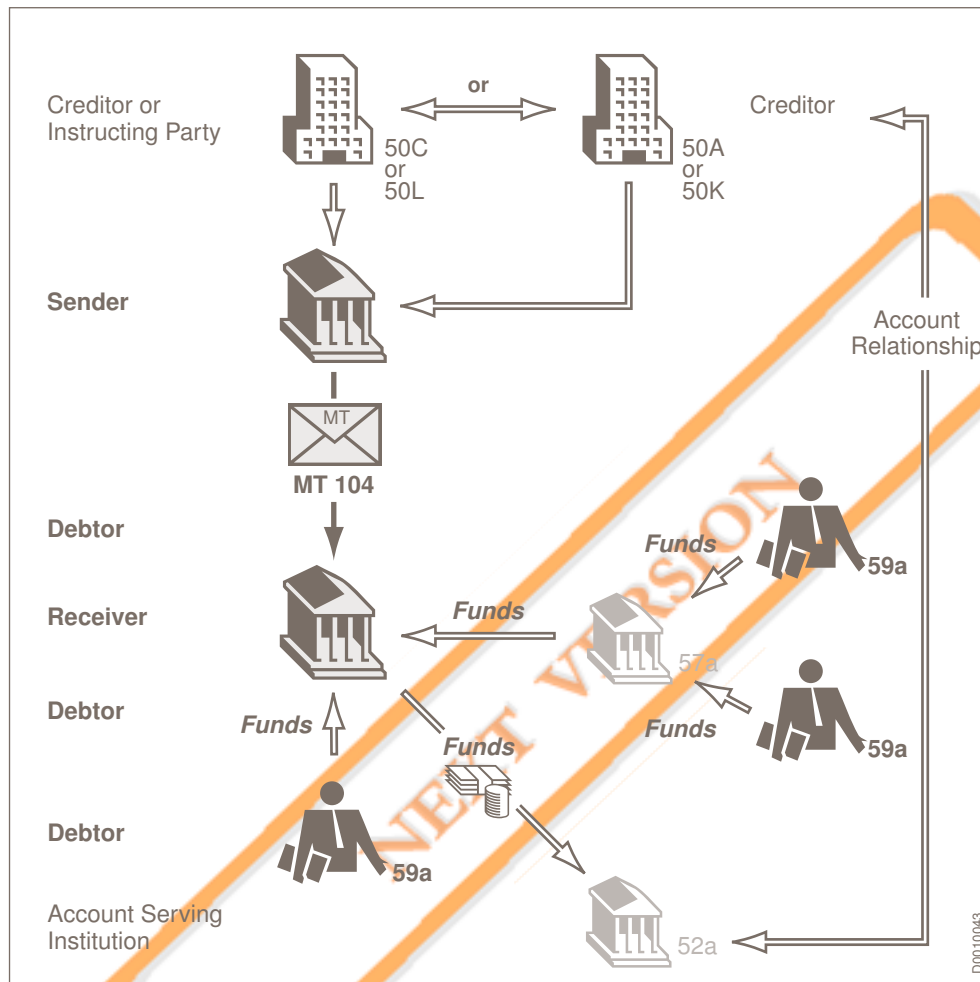 or
Creditor or
Instructing Party
Creditor
50C
or
50L
50A
or
50K
Sender
Account
Relationship
MT
MT 104
Debtor
Funds
59a
Receiver
Funds
57a
Debtor
Funds
Funds
Funds
59a
Debtor
59a
Account Serving
Institution
52a
D0010043
NEXT VERSION